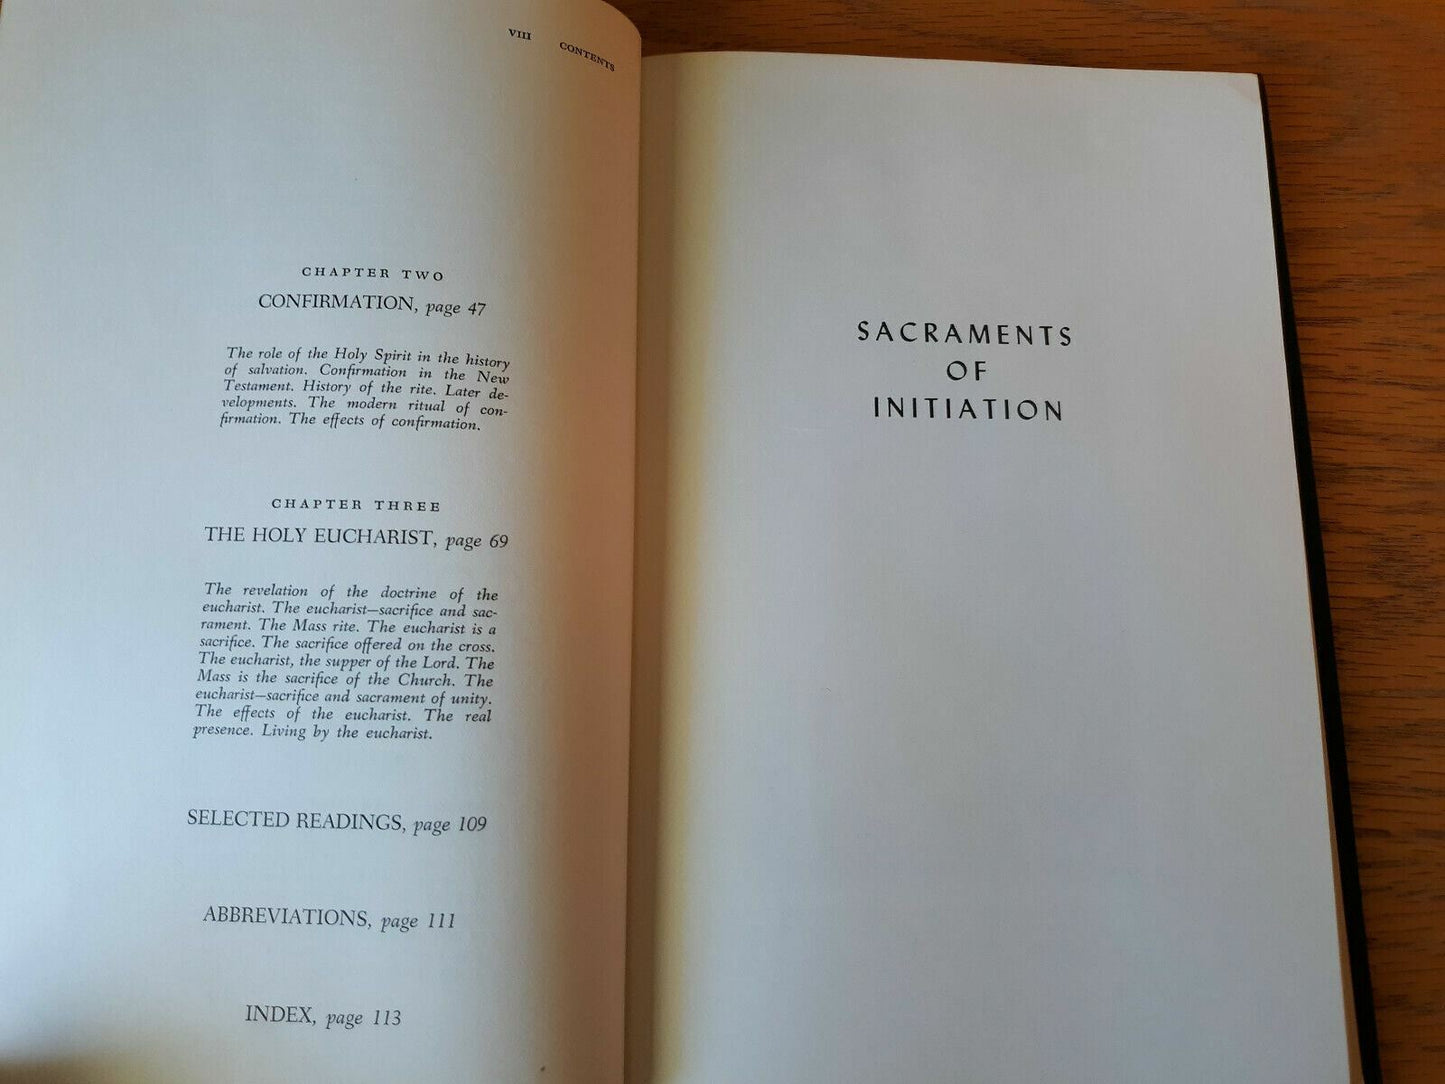 VIII CONTENTS
CHAPTER TWO
CONFIRMATION, page 47
The role of the Holy Spirit in the history
of salvation. Confirmation in the New
Testament. History of the rite. Later de-
velopments. The modern ritual of con-
firmation. The effects of confirmation.
CHAPTER THREE
THE HOLY EUCHARIST, page 69
The revelation of the doctrine of the
eucharist. The eucharist—sacrifice and sac-
rament. The Mass rite. The eucharist is a
sacrifice. The sacrifice offered on the cross.
The eucharist, the supper of the Lord. The
Mass is the sacrifice of the Church. The
eucharist—sacrifice and sacrament of unity.
The effects of the eucharist. The real
presence. Living by the eucharist.
SELECTED READINGS, page 109
ABBREVIATIONS, page 111
INDEX, page 113
SACRAMENTS
OF
INITIATION